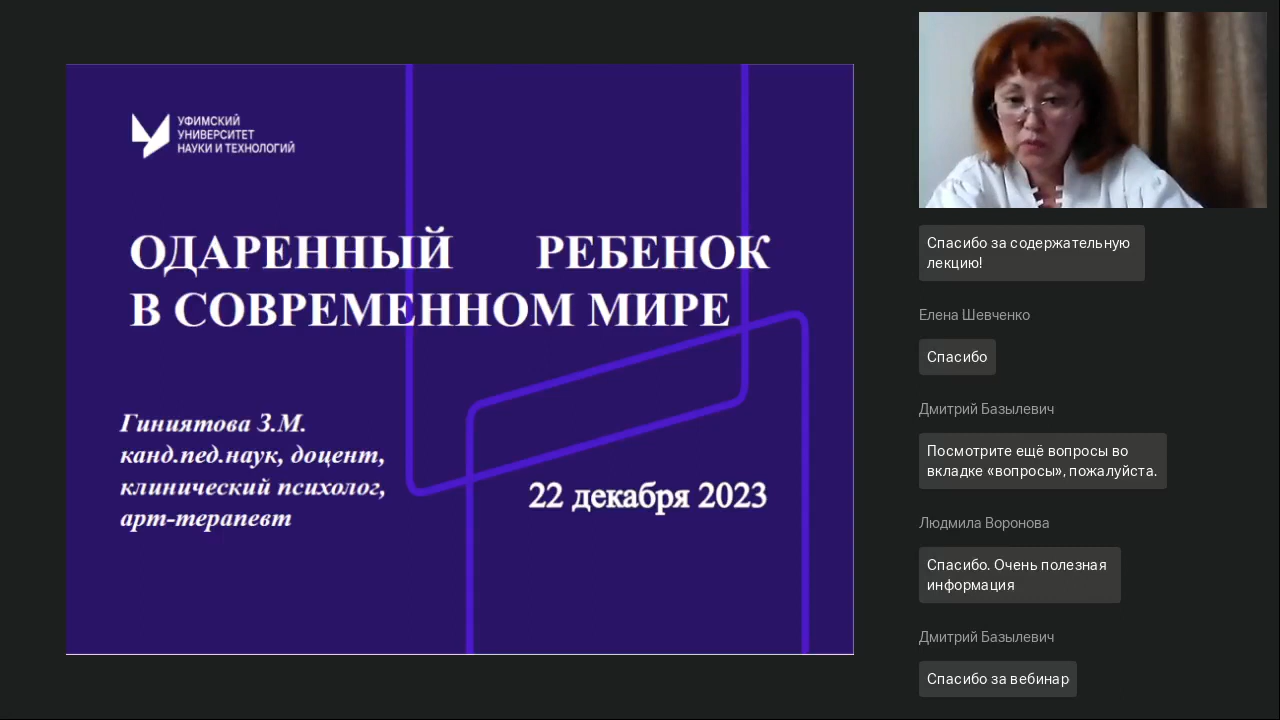 УФИМСКИЙ
УНИВЕРСИТЕТ
НАУКИ И ТЕХНОЛОГИЙ
ОДАРЕННЫЙ РЕБЕНОК
В СОВРЕМЕННОМ МИРЕ
Гиниятова З.М.
канд.пед.наук, доцент,
клинический психолог,
арт-терапевт
22 декабря 2023
Спасибо за содержательную
лекцию!
Елена Шевченко
Спасибо
Дмитрий Базылевич
Посмотрите ещё вопросы во
вкладке «вопросы», пожалуйста.
Людмила Воронова
Спасибо. Очень полезная
информация
Дмитрий Базылевич
Спасибо за вебинар